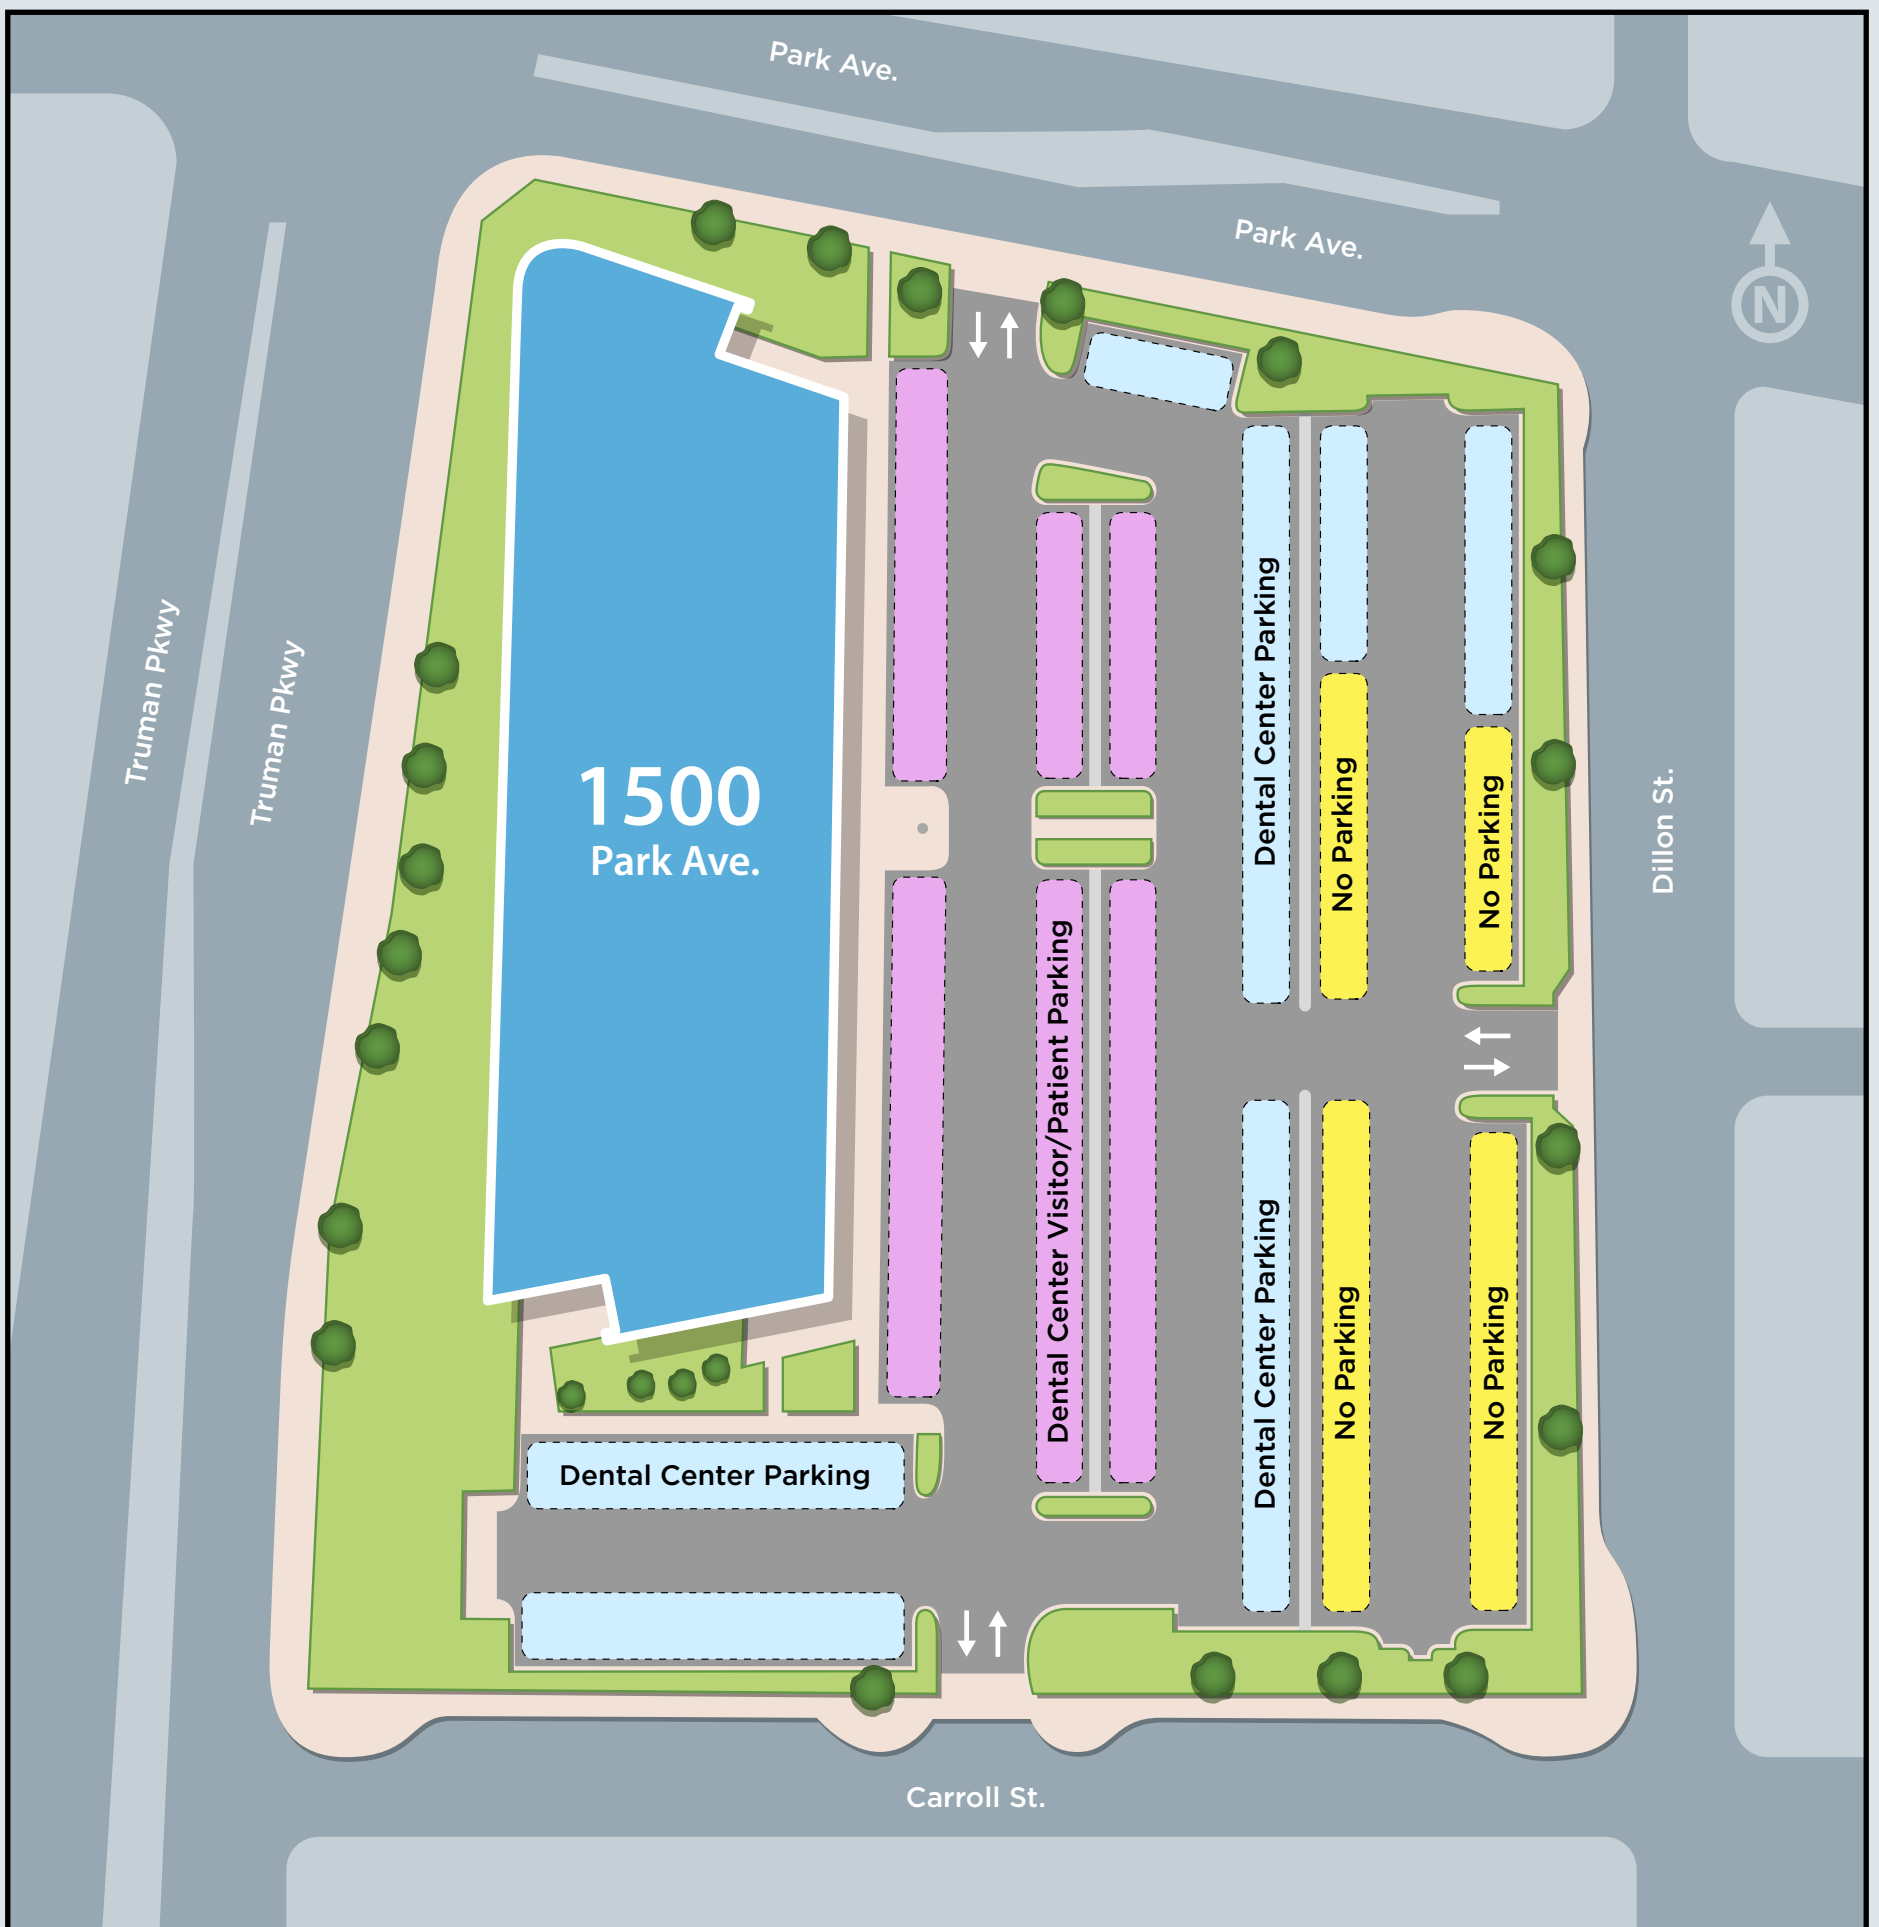 Park Ave.
Park Ave.
N
Truman Pkwy
Truman Pkwy
1500
Park Ave.
Dental Center Parking
No Parking
No Parking
Dillon St.
Dental Center Visitor/Patient Parking
Dental Center Parking
No Parking
No Parking
Dental Center Parking
Carroll St.